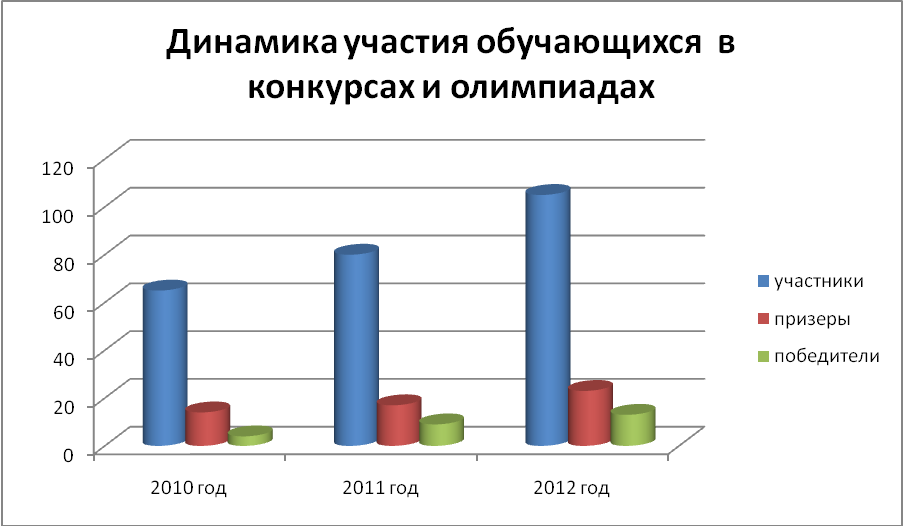 Динамика участия обучающихся в
конкурсах и олимпиадах
120
100
80
60
40
20
0
2010 год
2011 год
2012 год
участники
призеры
победители